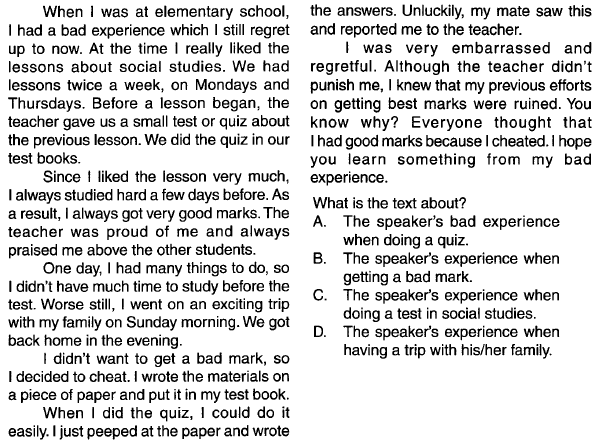 When I was at elementary school,
I had a bad experience which I still regret
up to now. At the time I really liked the
lessons about social studies. We had
lessons twice a week, on Mondays and
Thursdays. Before a lesson began, the
teacher gave us a small test or quiz about
the previous lesson. We did the quiz in our
test books.
Since I liked the lesson very much,
I always studied hard a few days before. As
a result, I always got very good marks. The
teacher was proud of me and always
praised me above the other students.
One day, I had many things to do, so
I didn't have much time to study before the
test. Worse still, I went on an exciting trip
with my family on Sunday morning. We got
back home in the evening.
I didn't want to get a bad mark, so
I decided to cheat. I wrote the materials on
a piece of paper and put it in my test book.
When I did the quiz, I could do it
easily. I just peeped at the paper and wrote
the answers. Unluckily, my mate saw this
and reported me to the teacher.
I was very embarrassed and
regretful. Although the teacher didn't
punish me, I knew that my previous efforts
on getting best marks were ruined. You
know why? Everyone thought that
I had good marks because I cheated. I hope
you learn something from my bad
experience.
What is the text about?
A. The speaker's bad experience
when doing a quiz.
B. The speaker's experience when
getting a bad mark.
C. The speaker's experience when
doing a test in social studies.
D. The speaker's experience when
having a trip with his/her family.